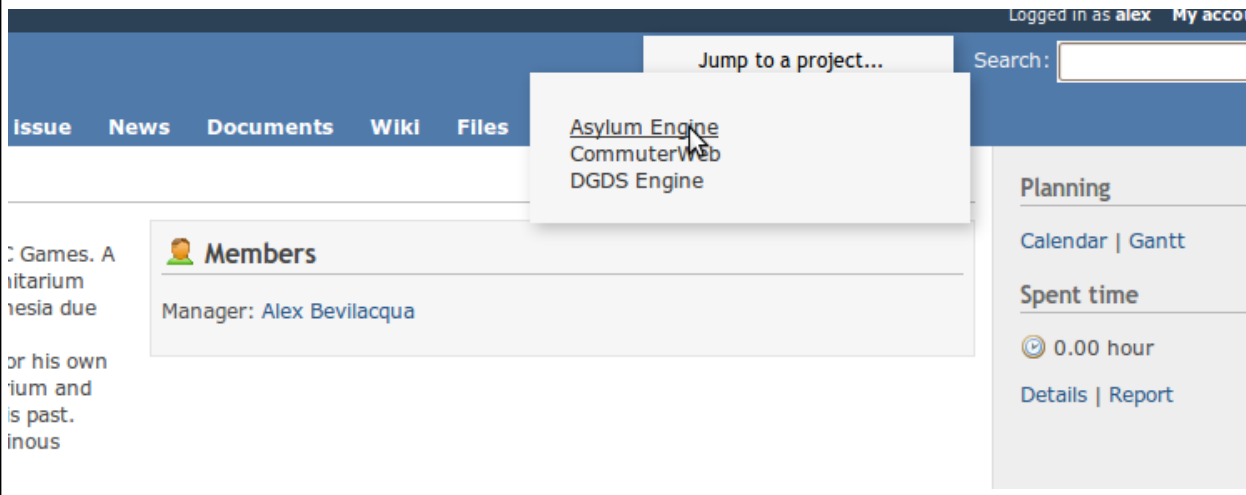 Logged in as alex My accou
Jump to a project...
Search:
issue News Documents Wiki Files
Asylum Engine
CommuterWeb
DGDS Engine
Planning
Calendar | Gantt
Spent time
0.00 hour
Details | Report
Members
Manager: Alex Bevilacqua
C Games. A
nitarium
nesia due
or his own
rium and
is past.
inous